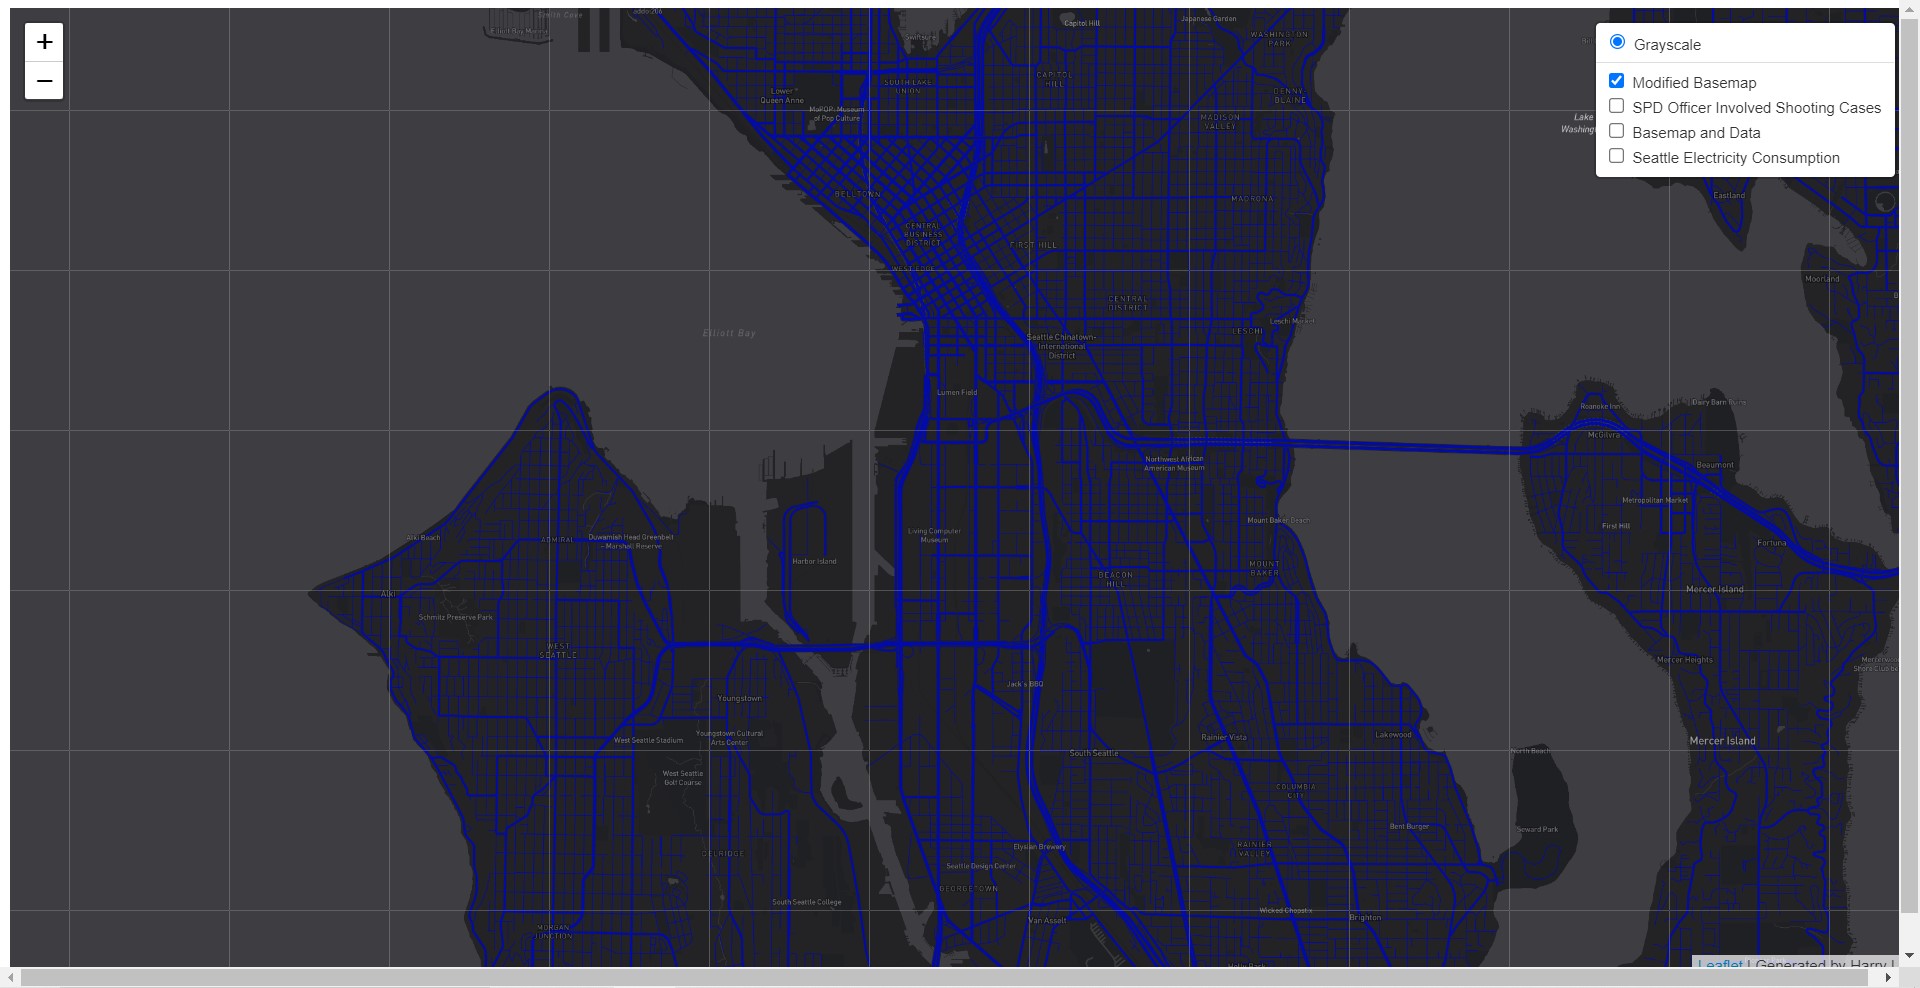 +
−
Grayscale
Modified Basemap
SPD Officer Involved Shooting Cases
Basemap and Data
Seattle Electricity Consumption
Smith Cove
Elliott Bay Marina
Capitol Hill
Japanese Garden
WASHINGTON
PARK
SOUTH LAKE
UNION
CAPITOL
HILL
Lower
Queen Anne
MoPOP: Museum
of Pop Culture
DENNY-
BLAINE
MADISON
VALLEY
Lake
BELLTOWN
MADRONA
Eastland
CENTRAL
BUSINESS
DISTRICT
FIRST HILL
WEST EDGE
Moorland
CENTRAL
DISTRICT
Leschi Market
LESCHI
Elliott Bay
Seattle Chinatown-
International
District
Lumen Field
Roanoke Inn
Dairy Barn Ruins
McGilvra
Northwest African
American Museum
Beaumont
Metropolitan Market
First Hill
Mount Baker Beach
Living Computer
Museum
Alki Beach
ADMIRAL
Duwamish Head Greenbelt
- Marshall Reserve
Fortuna
Harbor Island
BEACON
HILL
MOUNT
BAKER
Alki
Mercer Island
Schmitz Preserve Park
WEST
SEATTLE
Mercer Heights
Jack's BBQ
Youngstown
West Seattle Stadium
Youngstown Cultural
Arts Center
Rainier Vista
Lakewood
Mercer Island
South Seattle
North Beach
West Seattle
Golf Course
COLUMBIA
CITY
Bent Burger
Seward Park
Elysian Brewery
RAINIER
VALLEY
DELRIDGE
Seattle Design Center
GEORGETOWN
South Seattle College
Van Asselt
Wicked Chopstix
Brighton
MORGAN
JUNCTION
Leaflet | Generated by Harry